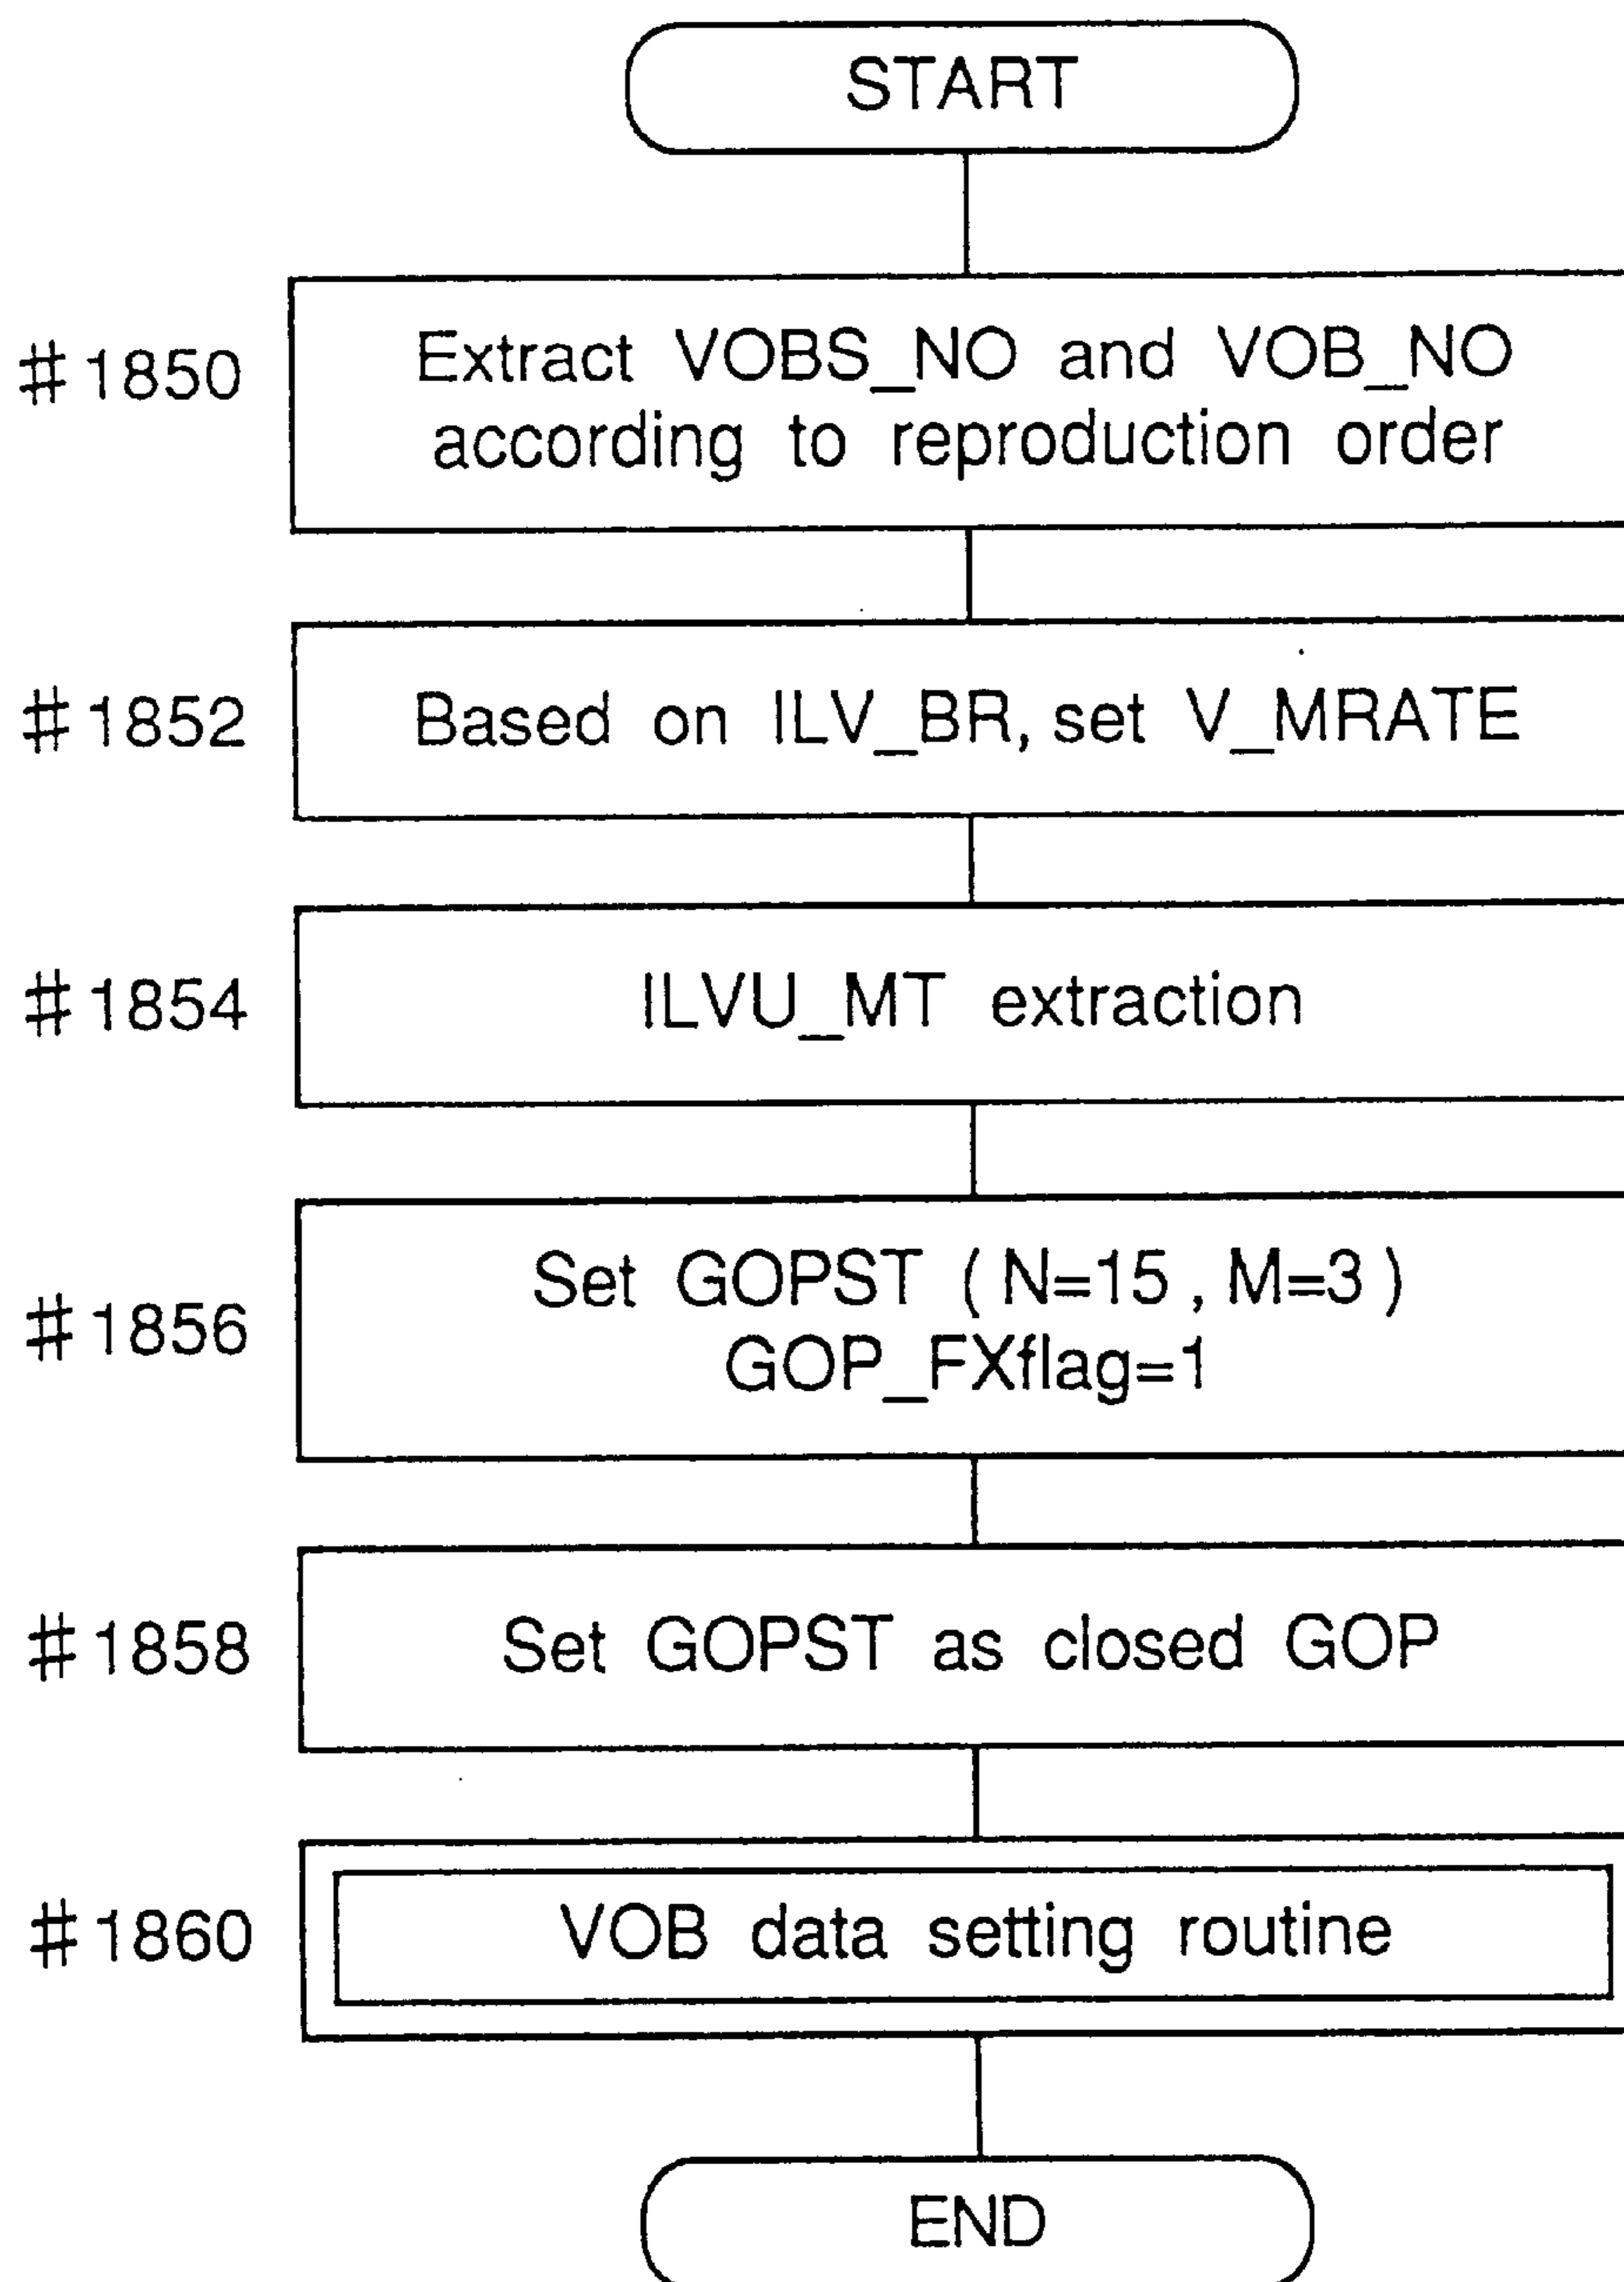 START
#1850
Extract VOBS_NO and VOB_NO
according to reproduction order
#1852
Based on ILV_BR, set V_MRATE
#1854
ILVU_MT extraction
#1856
Set GOPST ( N=15 , M=3 )
GOP_FXflag=1
#1858
Set GOPST as closed GOP
#1860
VOB data setting routine
END